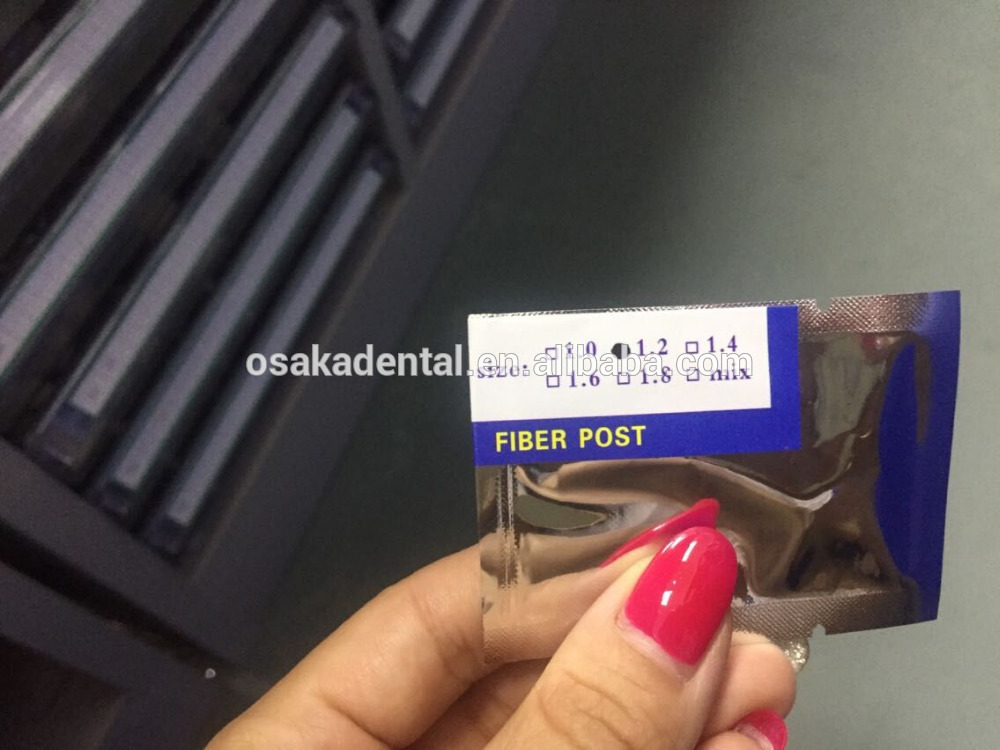 □ 1.0 ● 1.2 □ 1.4
size:
□ 1.6 □ 1.8 □ mix
FIBER POST
osakadental.en.alibaba.com